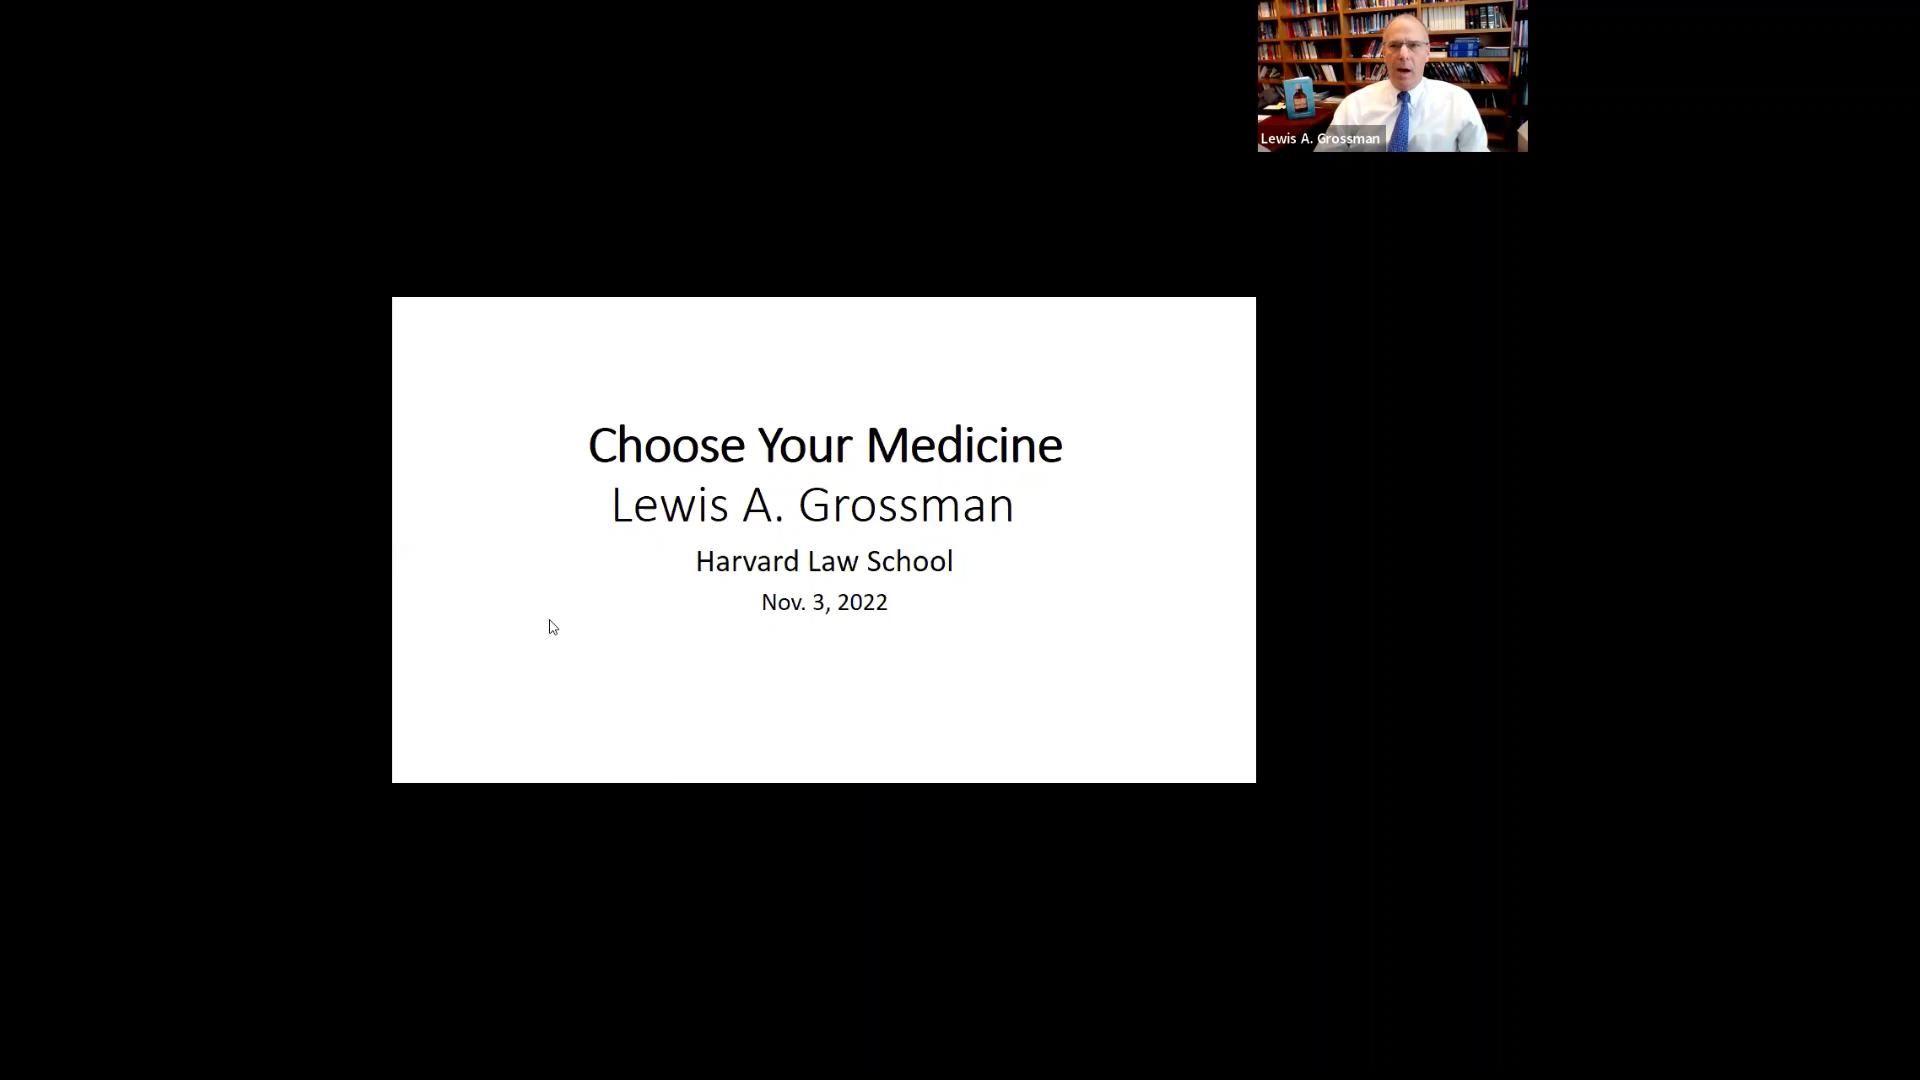 Lewis A. Grossman
Choose Your Medicine
Lewis A. Grossman
Harvard Law School
Nov. 3, 2022